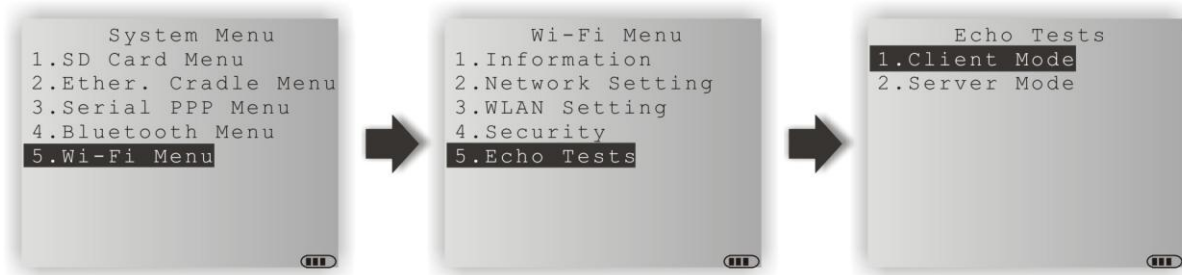 System Menu
1.SD Card Menu
2.Ether. Cradle Menu
3.Serial PPP Menu
4.Bluetooth Menu
5.Wi-Fi Menu
Wi-Fi Menu
1.Information
2.Network Setting
3.WLAN Setting
4.Security
5.Echo Tests
Echo Tests
1.Client Mode
2.Server Mode